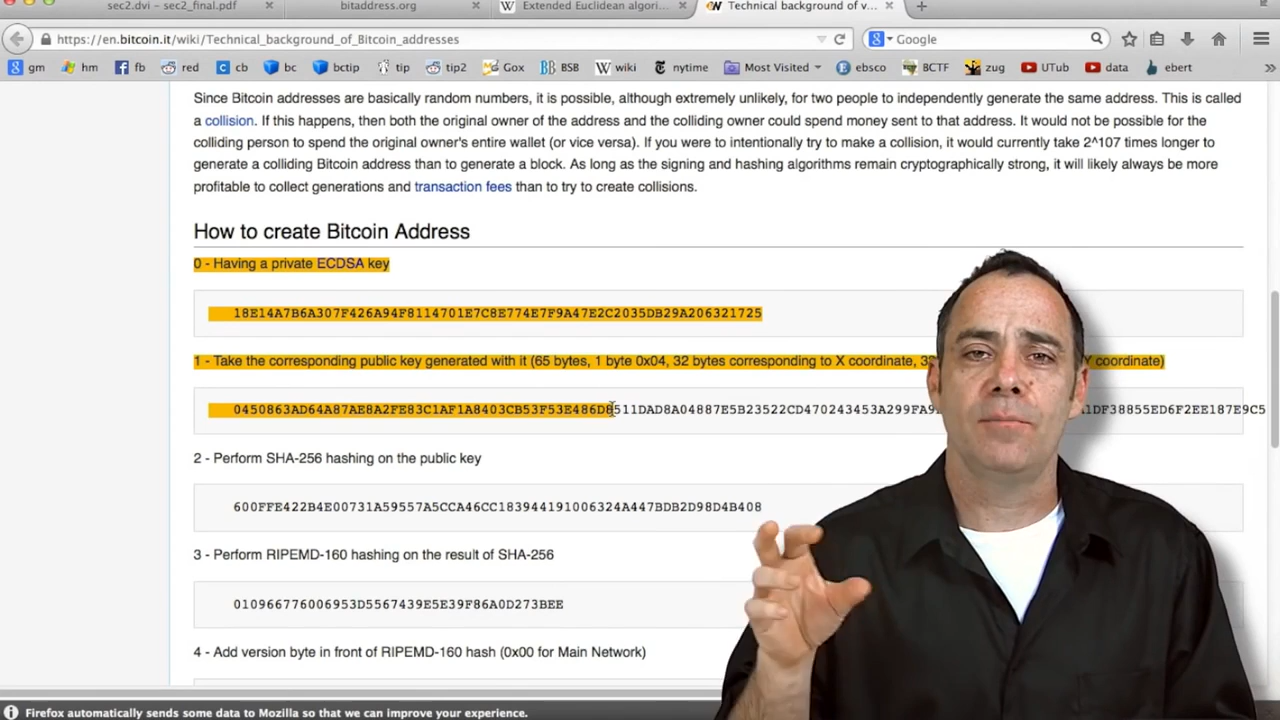 sec2.dvi – sec2_final.pdf
bitaddress.org
Extended Euclidean algori...
Technical background of v...
https://en.bitcoin.it/wiki/Technical_background_of_Bitcoin_addresses
Google
gm hm fb red cb bc bctip tip tip2 Gox BSB wiki nytime Most Visited ebsco BCTF zug UTub data ebert
Since Bitcoin addresses are basically random numbers, it is possible, although extremely unlikely, for two people to independently generate the same address. This is called
a collision. If this happens, then both the original owner of the address and the colliding owner could spend money sent to that address. It would not be possible for the
colliding person to spend the original owner's entire wallet (or vice versa). If you were to intentionally try to make a collision, it would currently take 2^107 times longer to
generate a colliding Bitcoin address than to generate a block. As long as the signing and hashing algorithms remain cryptographically strong, it will likely always be more
profitable to collect generations and transaction fees than to try to create collisions.
How to create Bitcoin Address
0 - Having a private ECDSA key
18E14A7B6A307F426A94F8114701E7C8E774E7F9A47E2C2035DB29A206321725
1 - Take the corresponding public key generated with it (65 bytes, 1 byte 0x04, 32 bytes corresponding to X coordinate, 3 Y coordinate)
0450863AD64A87AE8A2FE83C1AF1A8403CB53F53E486D8511DAD8A04887E5B23522CD470243453A299FA9 1DF38855ED6F2EE187E9C5
2 - Perform SHA-256 hashing on the public key
600FFE422B4E00731A59557A5CCA46CC183944191006324A447BDB2D98D4B408
3 - Perform RIPEMD-160 hashing on the result of SHA-256
010966776006953D5567439E5E39F86A0D273BEE
4 - Add version byte in front of RIPEMD-160 hash (0x00 for Main Network)
Firefox automatically sends some data to Mozilla so that we can improve your experience.